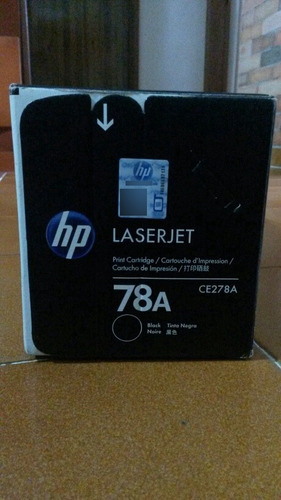 hp
LASERJET
Print Cartridge / Cartouche d'Impression /
Cartucho de Impresión / 打印硒鼓
78A
CE278A
Black Tinta Negra
Noire 黑色